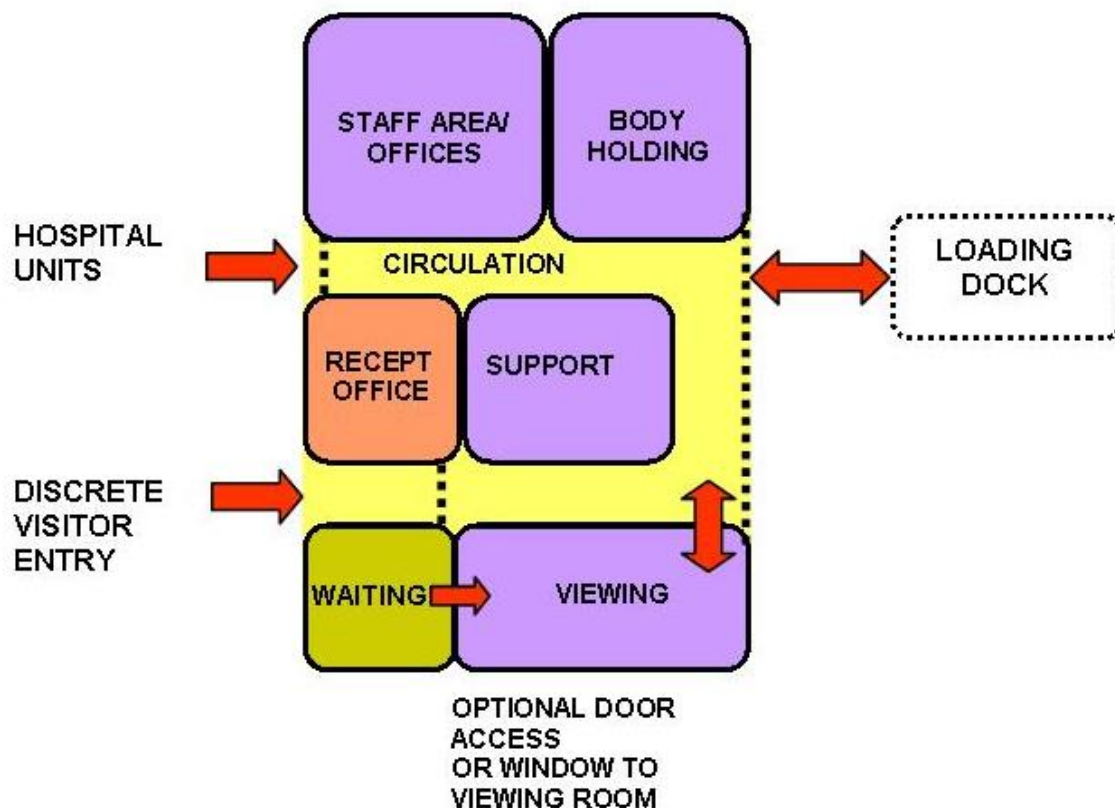 STAFF AREA/
OFFICES
BODY
HOLDING
HOSPITAL
UNITS
CIRCULATION
LOADING
DOCK
RECEPT
OFFICE
SUPPORT
DISCRETE
VISITOR
ENTRY
WAITING
VIEWING
OPTIONAL DOOR
ACCESS
OR WINDOW TO
VIEWING ROOM